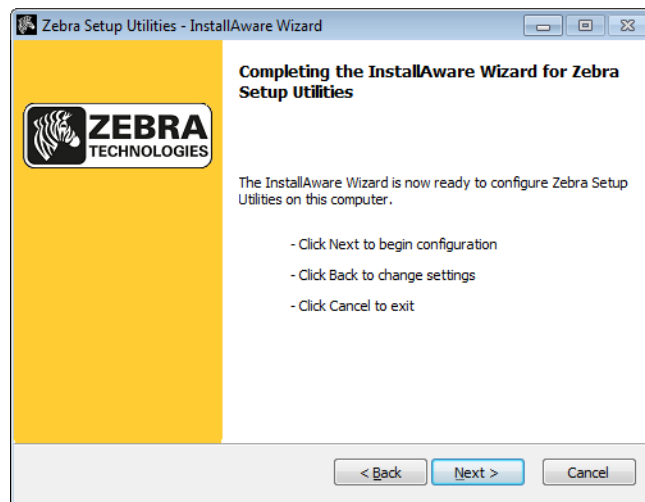 Zebra Setup Utilities - InstallAware Wizard
Completing the InstallAware Wizard for Zebra
Setup Utilities
ZEBRA
TECHNOLOGIES
The InstallAware Wizard is now ready to configure Zebra Setup
Utilities on this computer.
- Click Next to begin configuration
- Click Back to change settings
- Click Cancel to exit
< Back
Next >
Cancel